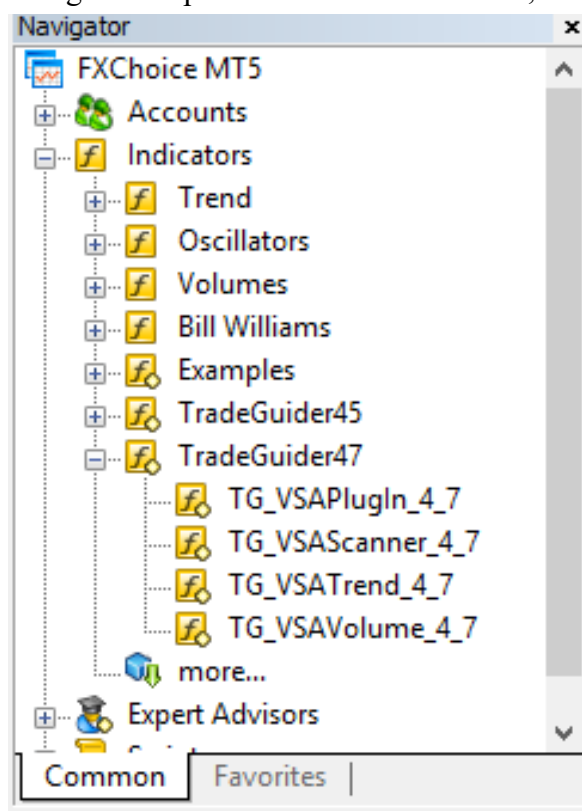 Navigator
FXChoice MT5
Accounts
Indicators
Trend
Oscillators
Volumes
Bill Williams
Examples
TradeGuider45
TradeGuider47
TG_VSAPlugIn_4_7
TG_VSAScanner_4_7
TG_VSATrend_4_7
TG_VSAVolume_4_7
more...
Expert Advisors
Common Favorites